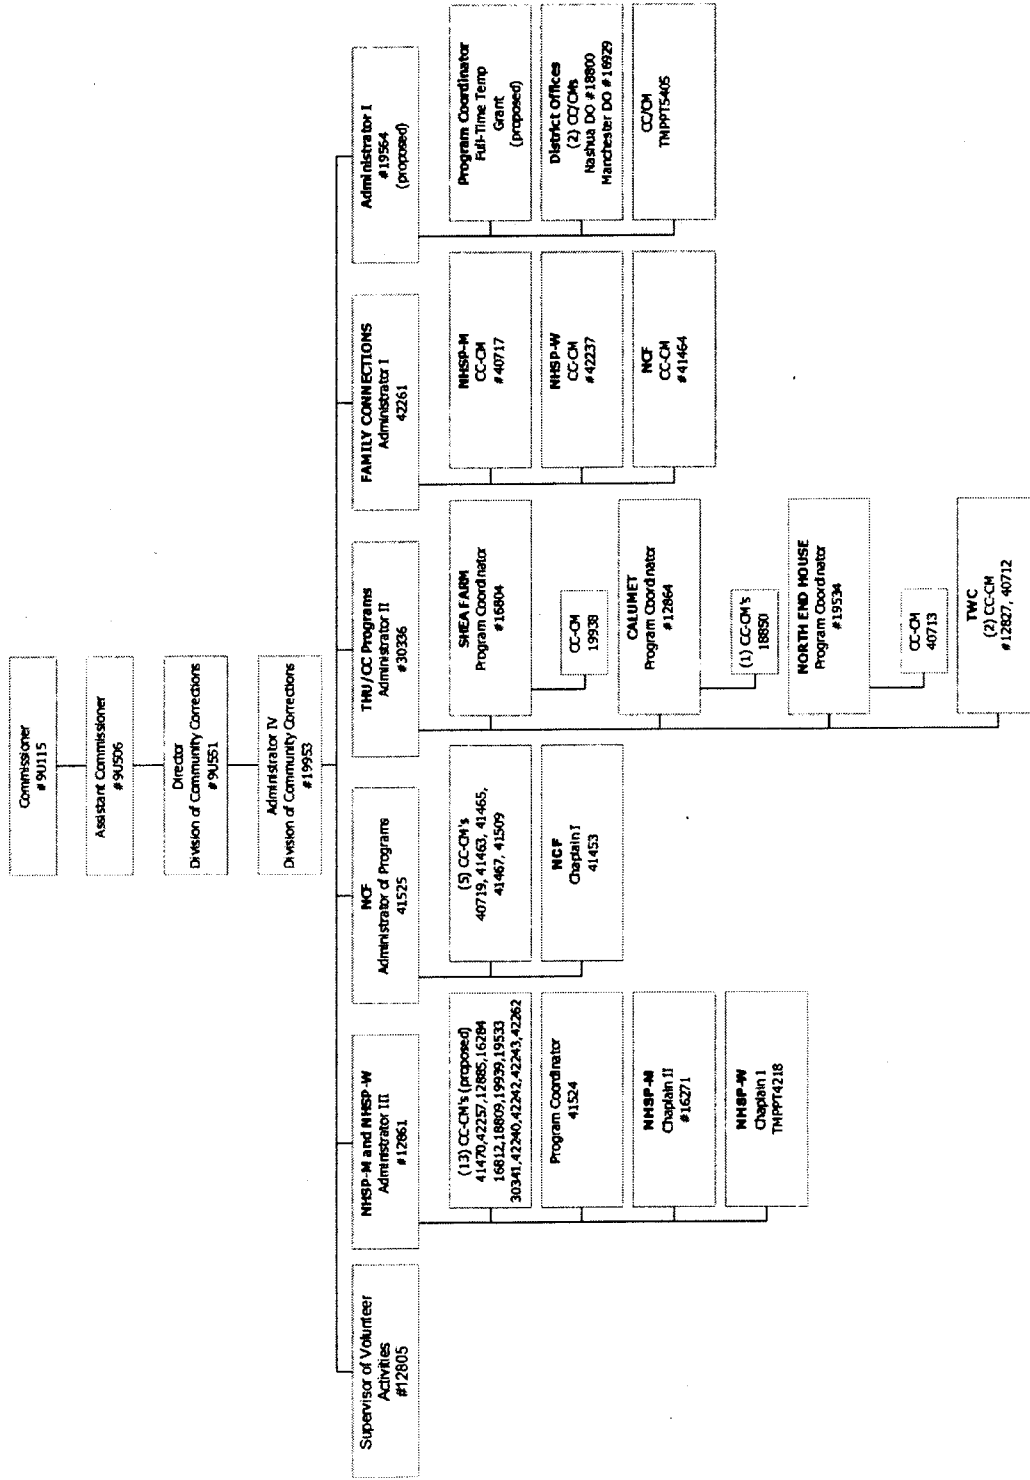 Commissioner
#9U115
Assistant Commissioner
#9U506
Director
Division of Community Corrections
#9U551
Administrator IV
Division of Community Corrections
#19953
Supervisor of Volunteer
Activities
#12805
NHSP-M and NHSP-W
Administrator III
#12861
(13) CC-CM's (proposed)
41470,42257,12885,16284
16812,18809,19939,19533
30341,42240,42242,42243,42262
Program Coordinator
41524
NHSP-M
Chaplain II
#16271
NHSP-W
Chaplain I
TMPPT4218
NCF
Administrator of Programs
41525
(5) CC-CM's
40719, 41463, 41465,
41467, 41509
NCF
Chaplain I
41453
THU/CC Programs
Administrator II
#30336
SHEA FARM
Program Coordinator
#16804
CC-CM
19938
CALUMET
Program Coordinator
#12864
(1) CC-CM's
18850
NORTH END HOUSE
Program Coordinator
#19534
CC-CM
40713
TWC
(2) CC-CM
#12827, 40712
FAMILY CONNECTIONS
Administrator I
42261
NHSP-M
CC-CM
#40717
NHSP-W
CC-CM
#42237
NCF
CC-CM
#41464
Administrator I
#19564
(proposed)
Program Coordinator
Full-Time Temp
Grant
(proposed)
District Offices
(2) CC/CMs
Nashua DO #18800
Manchester DO #16929
CC/CM
TMPPT5405